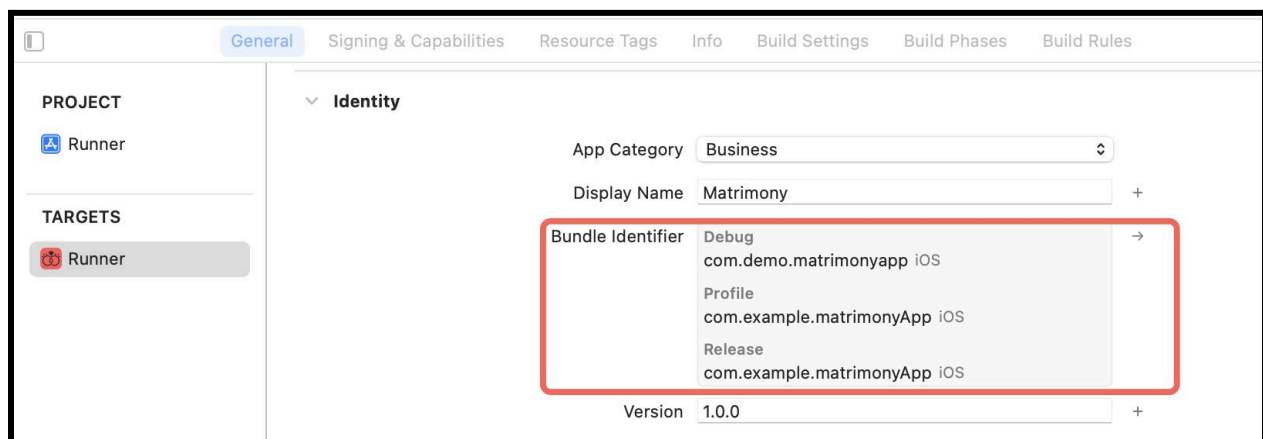 General Signing & Capabilities Resource Tags Info Build Settings Build Phases Build Rules
PROJECT
Runner
TARGETS
Runner
Identity
App Category Business
Display Name Matrimony +
Bundle Identifier Debug →
com.demo.matrimonyapp iOS
Profile
com.example.matrimonyApp iOS
Release
com.example.matrimonyApp iOS
Version 1.0.0 +